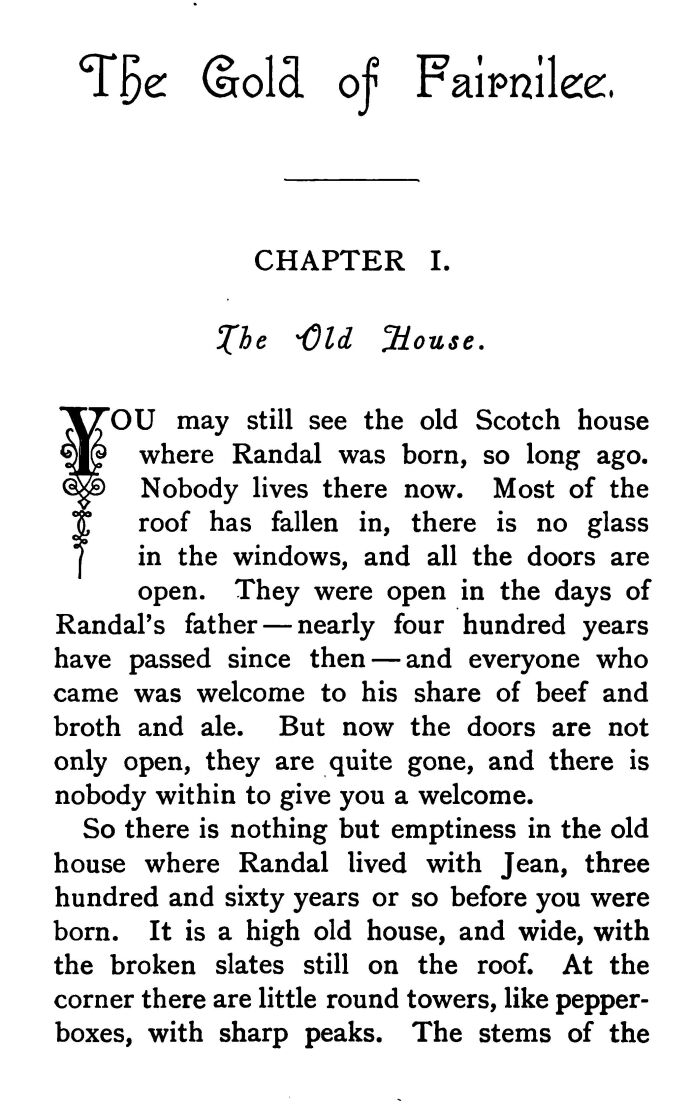 The Gold of Fairnilee.
CHAPTER I.
The Old House.
YOU may still see the old Scotch house
where Randal was born, so long ago.
Nobody lives there now. Most of the
roof has fallen in, there is no glass
in the windows, and all the doors are
open. They were open in the days of
Randal's father—nearly four hundred years
have passed since then—and everyone who
came was welcome to his share of beef and
broth and ale. But now the doors are not
only open, they are quite gone, and there is
nobody within to give you a welcome.
So there is nothing but emptiness in the old
house where Randal lived with Jean, three
hundred and sixty years or so before you were
born. It is a high old house, and wide, with
the broken slates still on the roof. At the
corner there are little round towers, like pepper-
boxes, with sharp peaks. The stems of the